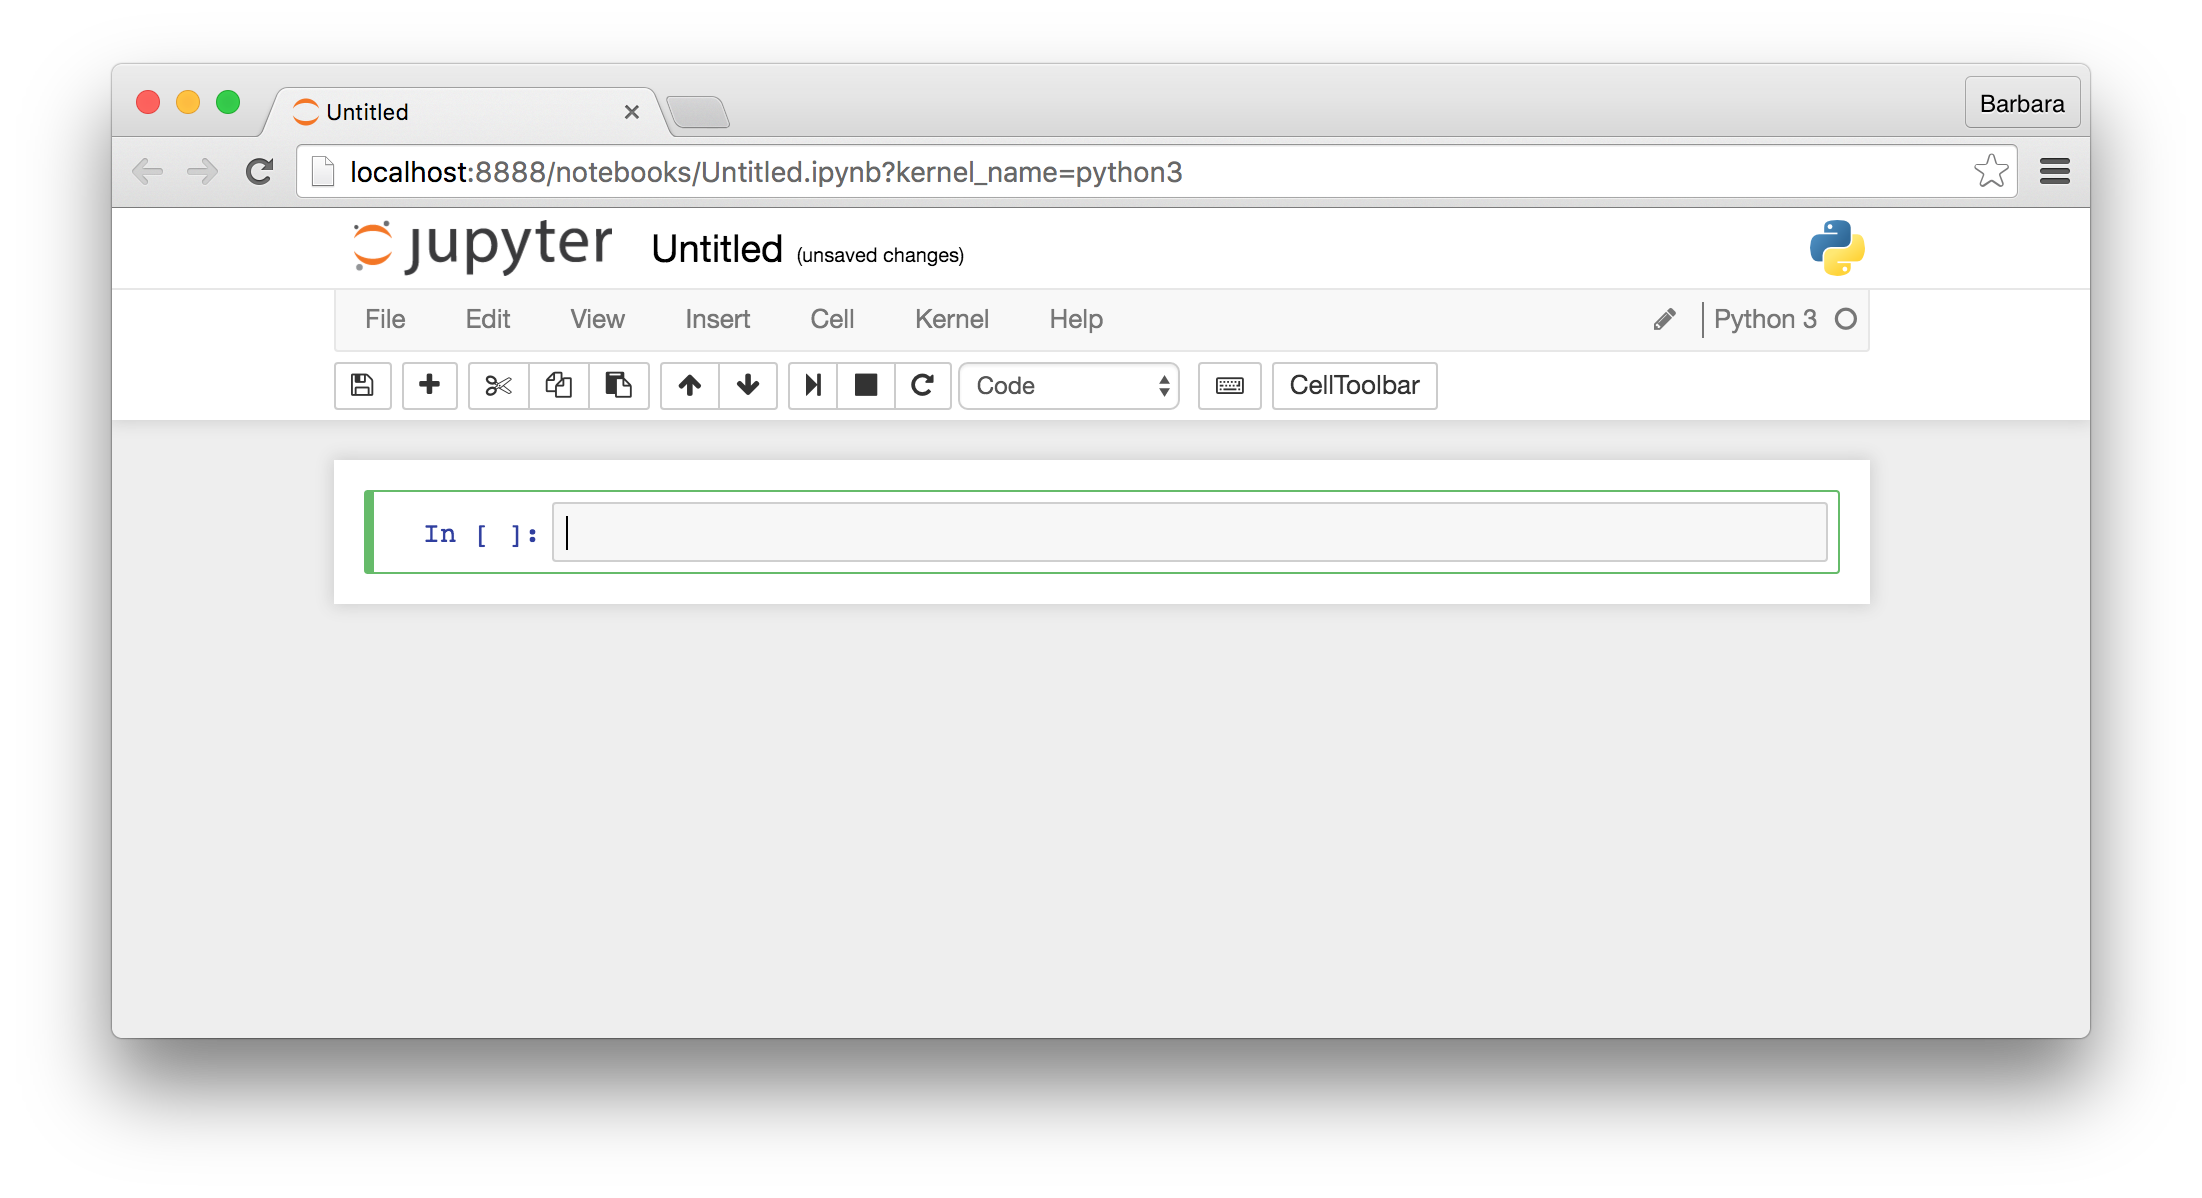 Untitled
Barbara
localhost:8888/notebooks/Untitled.ipynb?kernel_name=python3
jupyter Untitled (unsaved changes)
File Edit View Insert Cell Kernel Help Python 3
Code CellToolbar
In [ ]: